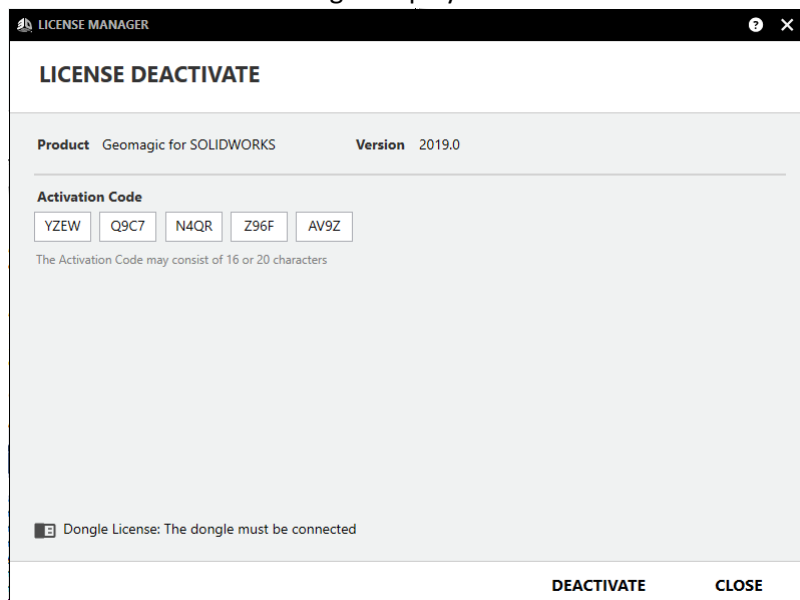 LICENSE MANAGER
LICENSE DEACTIVATE
Product Geomagic for SOLIDWORKS Version 2019.0
Activation Code
YZEW Q9C7 N4QR Z96F AV9Z
The Activation Code may consist of 16 or 20 characters
Dongle License: The dongle must be connected
DEACTIVATE CLOSE